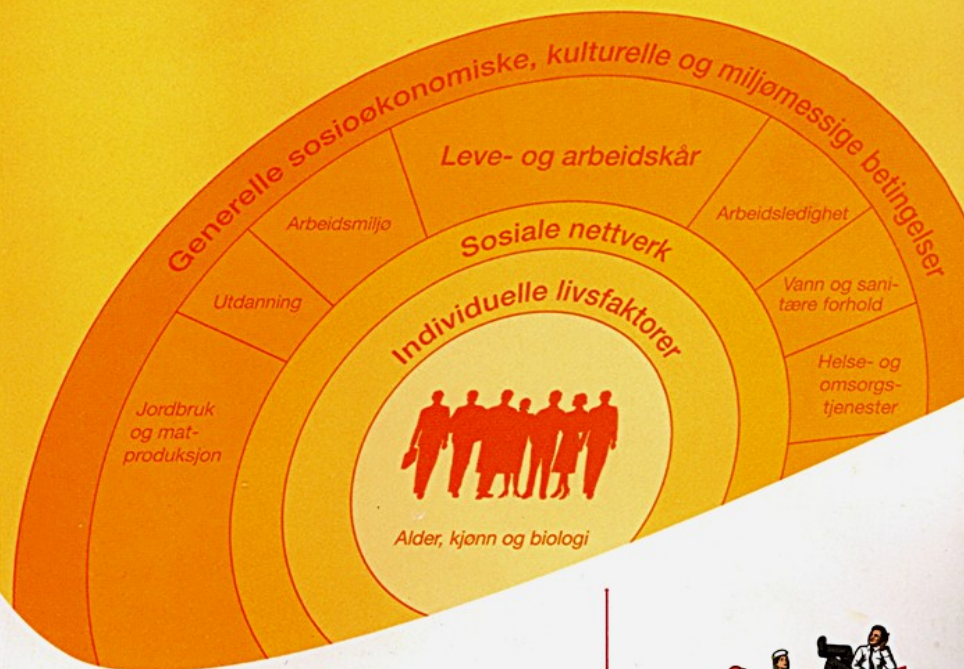 Generelle sosioøkonomiske, kulturelle og miljømessige betingelser
Leve- og arbeidskår
Arbeidsmiljø
Arbeidsledighet
Sosiale nettverk
Utdanning
Vann og sani-
tære forhold
Individuelle livsfaktorer
Helse- og
omsorgs-
tjenester
Jordbruk
og mat-
produksjon
Alder, kjønn og biologi